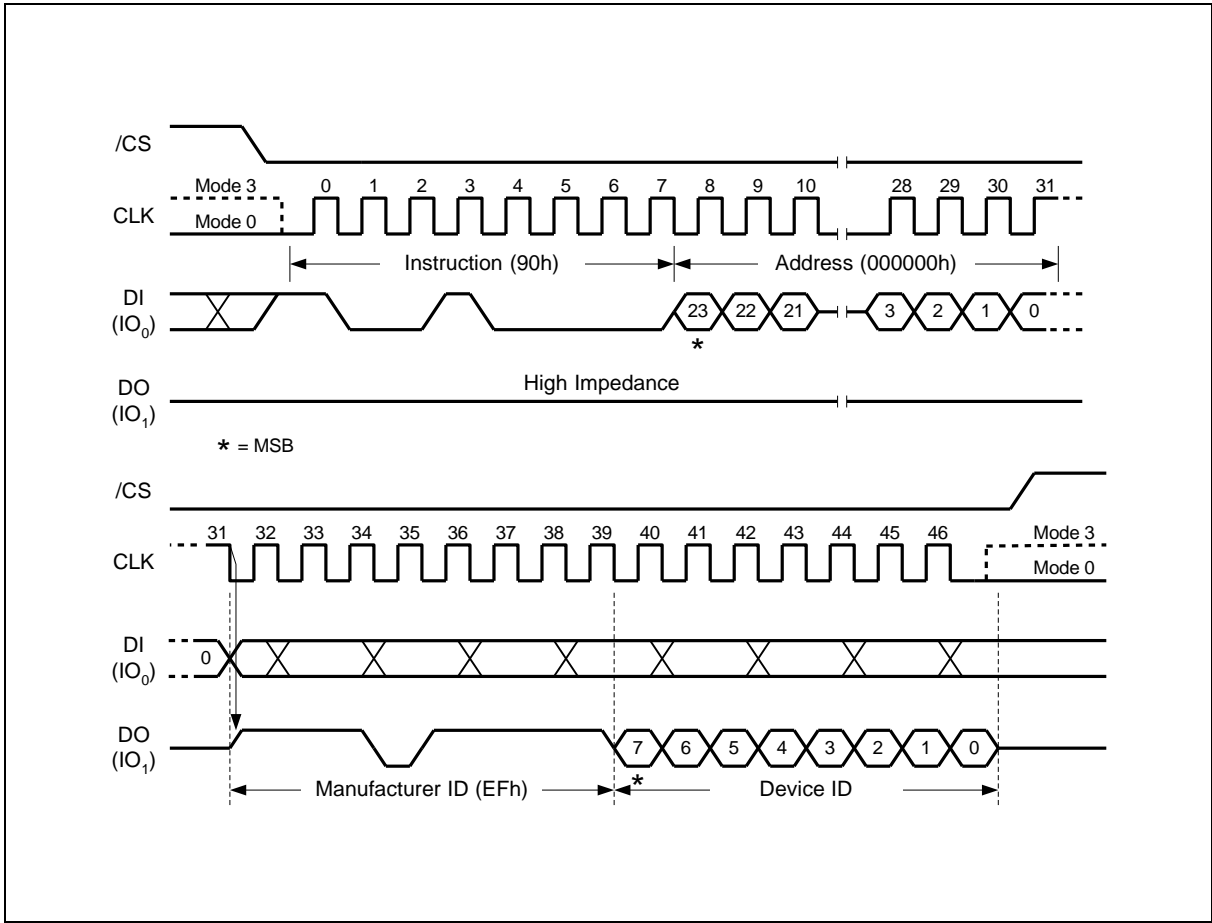 /CS
Mode 3 0 1 2 3 4 5 6 7 8 9 10 28 29 30 31
CLK
Mode 0
Instruction (90h) Address (000000h)
DI
(IO0) 23 22 21 3 2 1 0
*
High Impedance
DO
(IO1)
* = MSB
/CS
31 32 33 34 35 36 37 38 39 40 41 42 43 44 45 46 Mode 3
CLK
Mode 0
DI
(IO0) 0
DO
(IO1) 7 6 5 4 3 2 1 0
*
Manufacturer ID (EFh) Device ID